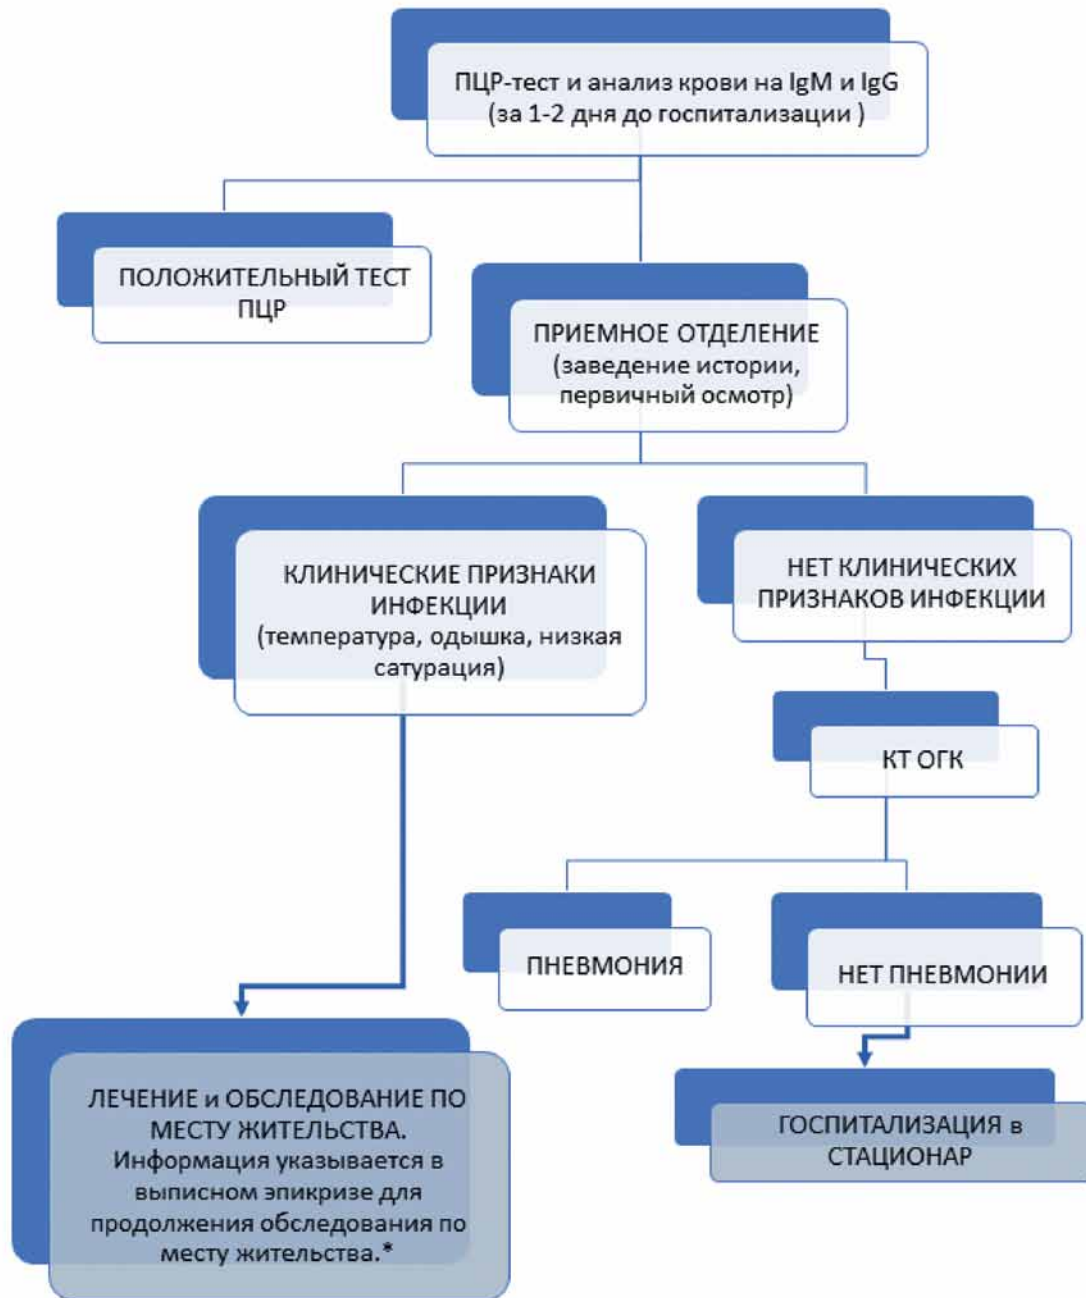 ПЦР-тест и анализ крови на IgM и IgG
(за 1-2 дня до госпитализации )
ПОЛОЖИТЕЛЬНЫЙ ТЕСТ
ПЦР
ПРИЕМНОЕ ОТДЕЛЕНИЕ
(заведение истории,
первичный осмотр)
КЛИНИЧЕСКИЕ ПРИЗНАКИ
ИНФЕКЦИИ
(температура, одышка, низкая
сатурация)
НЕТ КЛИНИЧЕСКИХ
ПРИЗНАКОВ ИНФЕКЦИИ
КТ ОГК
ПНЕВМОНИЯ
НЕТ ПНЕВМОНИИ
ЛЕЧЕНИЕ и ОБСЛЕДОВАНИЕ ПО
МЕСТУ ЖИТЕЛЬСТВА.
Информация указывается в
выписном эпикризе для
продолжения обследования по
месту жительства.*
ГОСПИТАЛИЗАЦИЯ в
СТАЦИОНАР